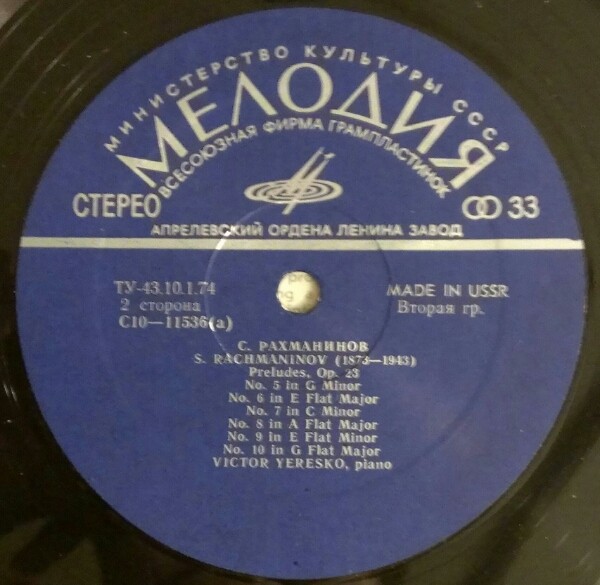 МИНИСТЕРСТВО КУЛЬТУРЫ СССР
МЕЛОДИЯ
ВСЕСОЮЗНАЯ ФИРМА ГРАМПЛАСТИНОК
СТЕРЕО
33
АПРЕЛЕВСКИЙ ОРДЕНА ЛЕНИНА ЗАВОД
ТУ-43.10.1.74
MADE IN USSR
2 сторона
Вторая гр.
С10—11536(а)
С. РАХМАНИНОВ
S. RACHMANINOV (1873—1943)
Preludes, Op. 23
No. 5 in G Minor
No. 6 in E Flat Major
No. 7 in C Minor
No. 8 in A Flat Major
No. 9 in E Flat Minor
No. 10 in G Flat Major
VICTOR YERESKO, piano